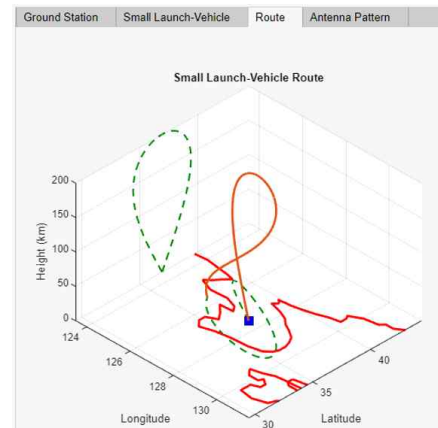 Ground Station Small Launch-Vehicle Route Antenna Pattern
Small Launch-Vehicle Route
200
150
100
50
0
Height (km)
124
126
128
130
Longitude
30
35
40
Latitude